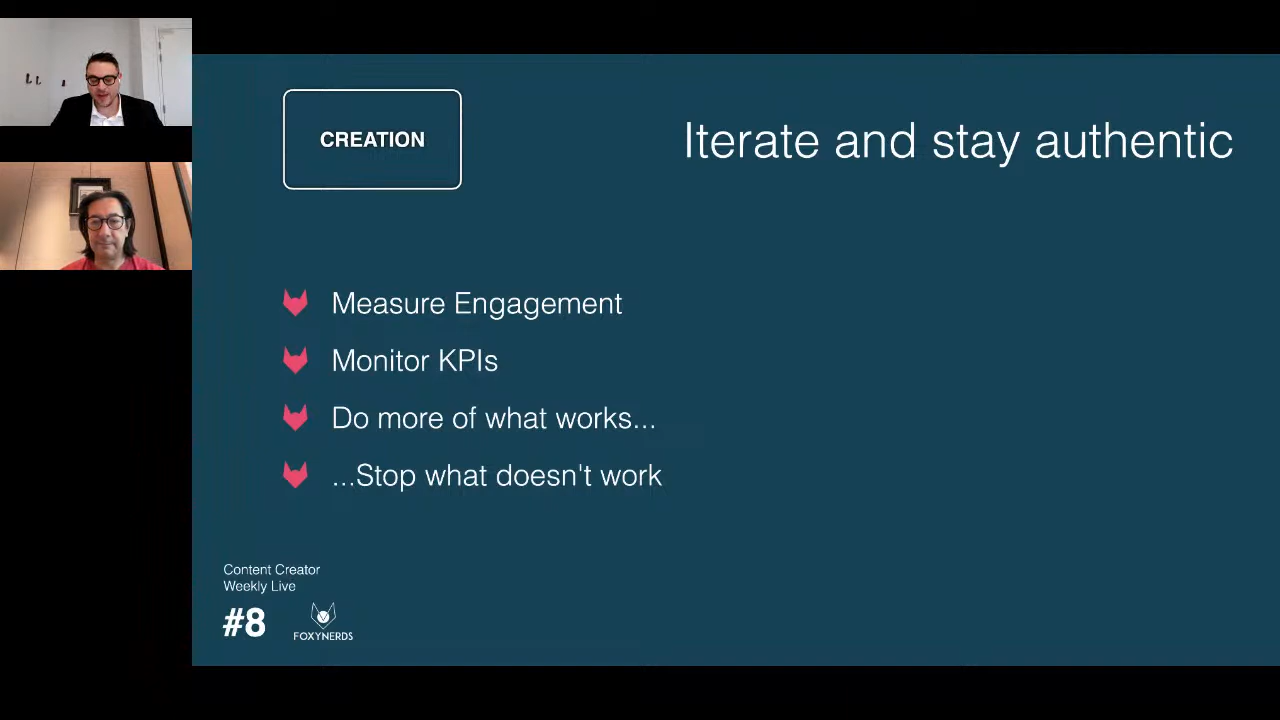 CREATION
Iterate and stay authentic
Measure Engagement
Monitor KPIs
Do more of what works...
...Stop what doesn't work
Content Creator
Weekly Live
#8
FOXYNERDS